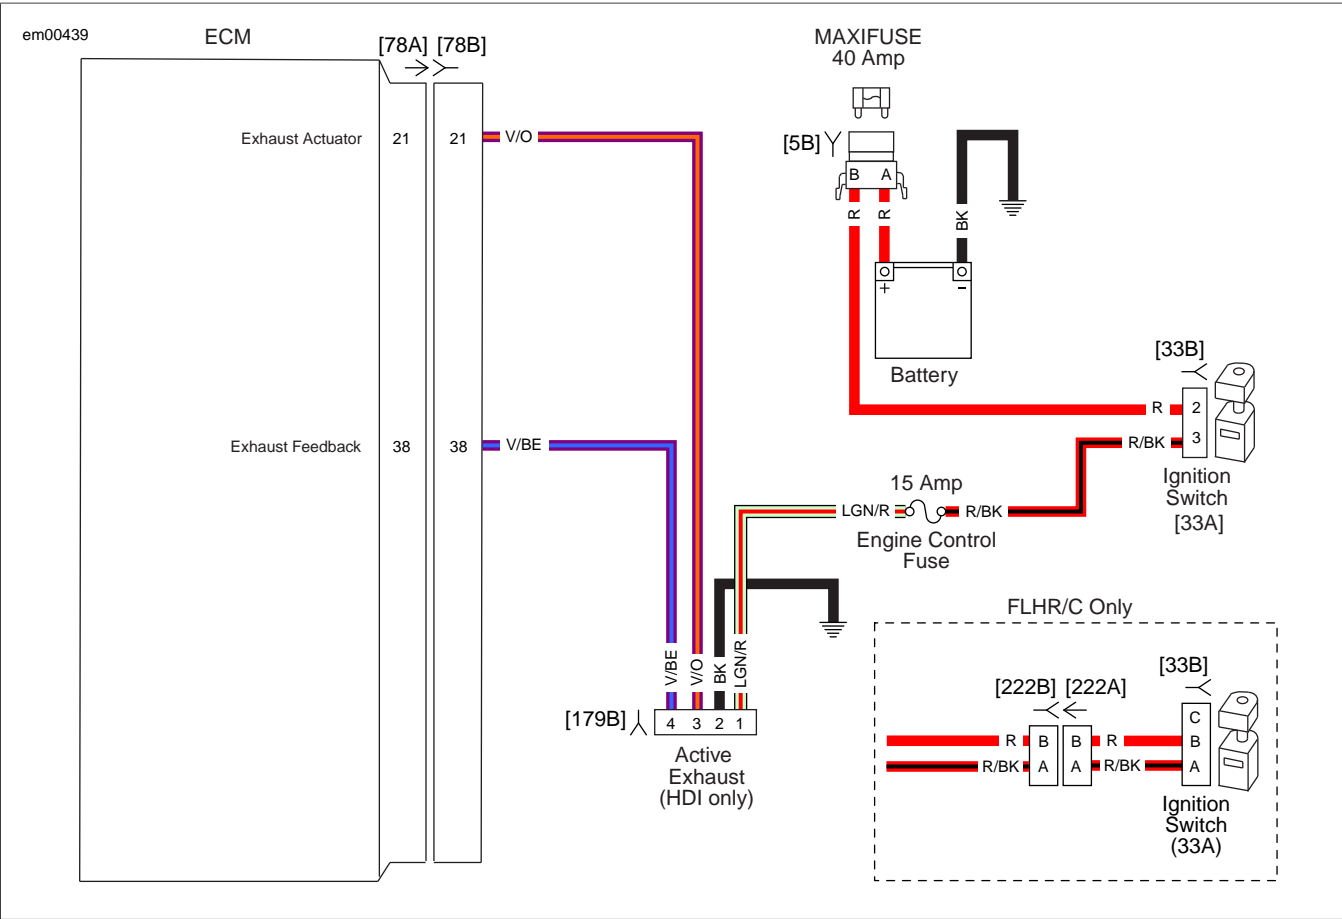 em00439
ECM
[78A] [78B]
MAXIFUSE
40 Amp
Exhaust Actuator 21 21 V/O
[5B]
B A
R R BK
+ -
Battery
[33B]
R 2
R/BK 3
Ignition
Switch
[33A]
Exhaust Feedback 38 38 V/BE
15 Amp
LGN/R R/BK
Engine Control
Fuse
V/BE V/O BK LGN/R
[179B] 4 3 2 1
Active
Exhaust
(HDI only)
FLHR/C Only
[222B] [222A] [33B]
C
R B B R B
R/BK A A R/BK A
Ignition
Switch
(33A)